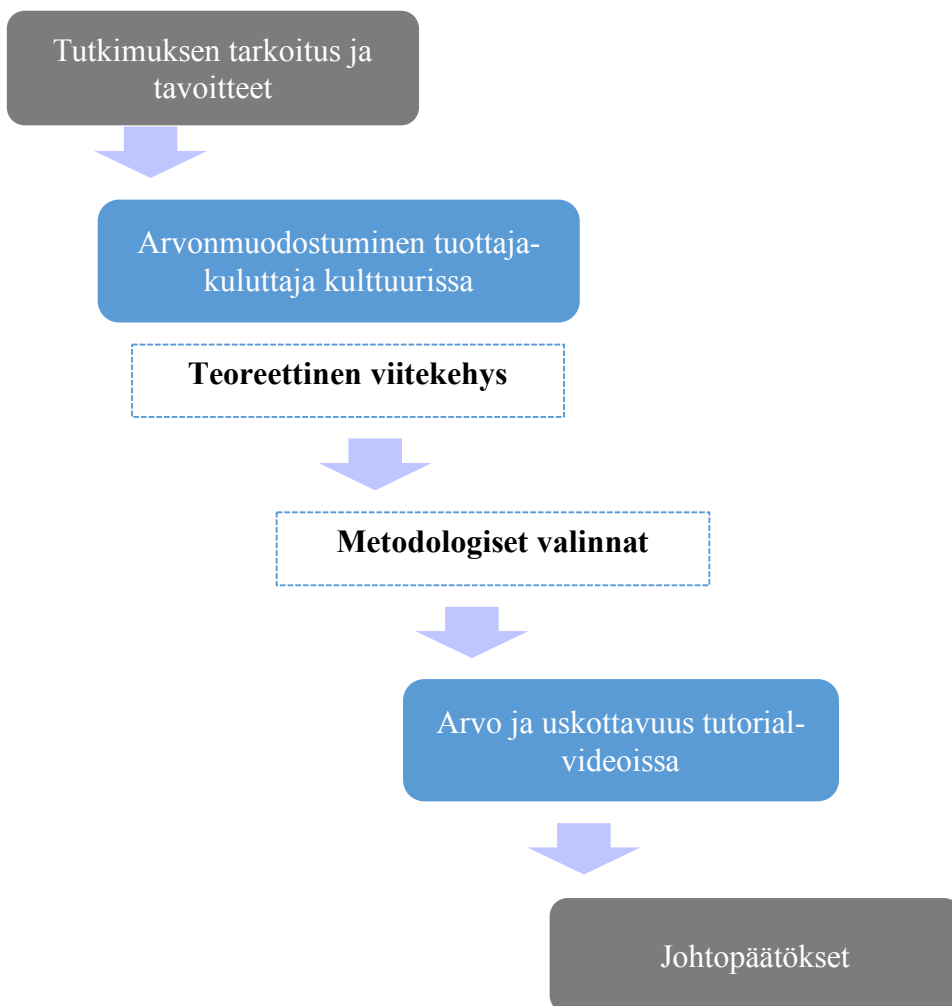 Tutkimuksen tarkoitus ja
tavoitteet
Arvonmuodostuminen tuottaja-
kuluttaja kulttuurissa
Teoreettinen viitekehys
Metodologiset valinnat
Arvo ja uskottavuus tutorial-
videoissa
Johtopäätökset